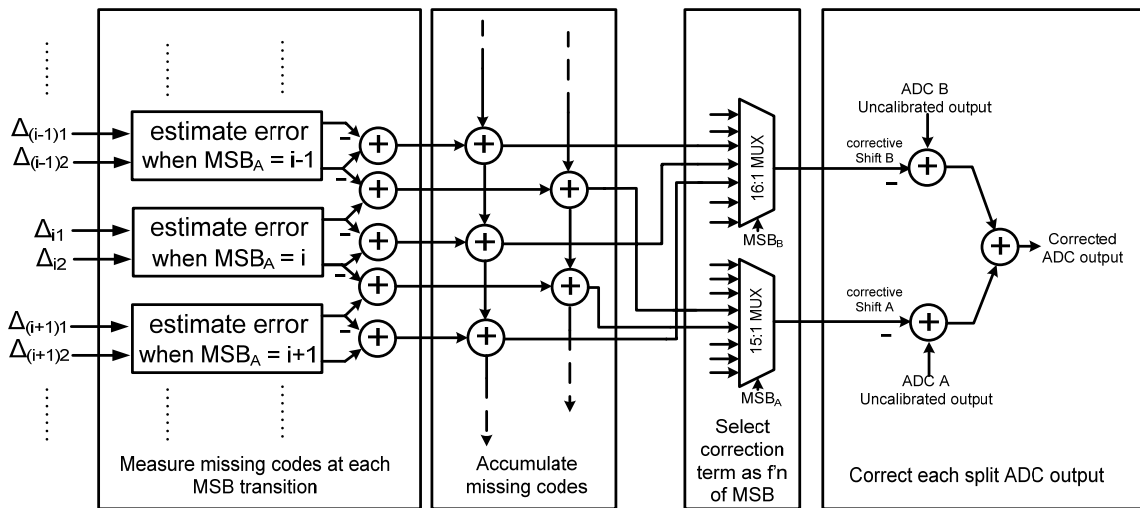 Δ(i-1)1
Δ(i-1)2
estimate error
when MSBA = i-1
Δi1
Δi2
estimate error
when MSBA = i
Δ(i+1)1
Δ(i+1)2
estimate error
when MSBA = i+1
Measure missing codes at each
MSB transition
Accumulate
missing codes
16:1 MUX
MSBB
15:1 MUX
MSBA
Select
correction
term as f'n
of MSB
ADC B
Uncalibrated output
corrective
Shift B
corrective
Shift A
ADC A
Uncalibrated output
Corrected
ADC output
Correct each split ADC output